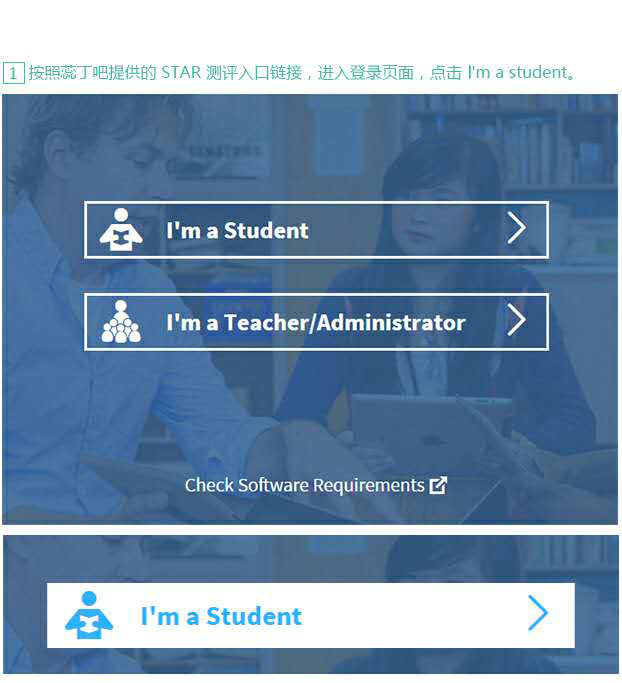 1 按照蕊丁吧提供的 STAR 测评入口链接，进入登录页面，点击 I'm a student。
I'm a Student
I'm a Teacher/Administrator
Check Software Requirements
I'm a Student